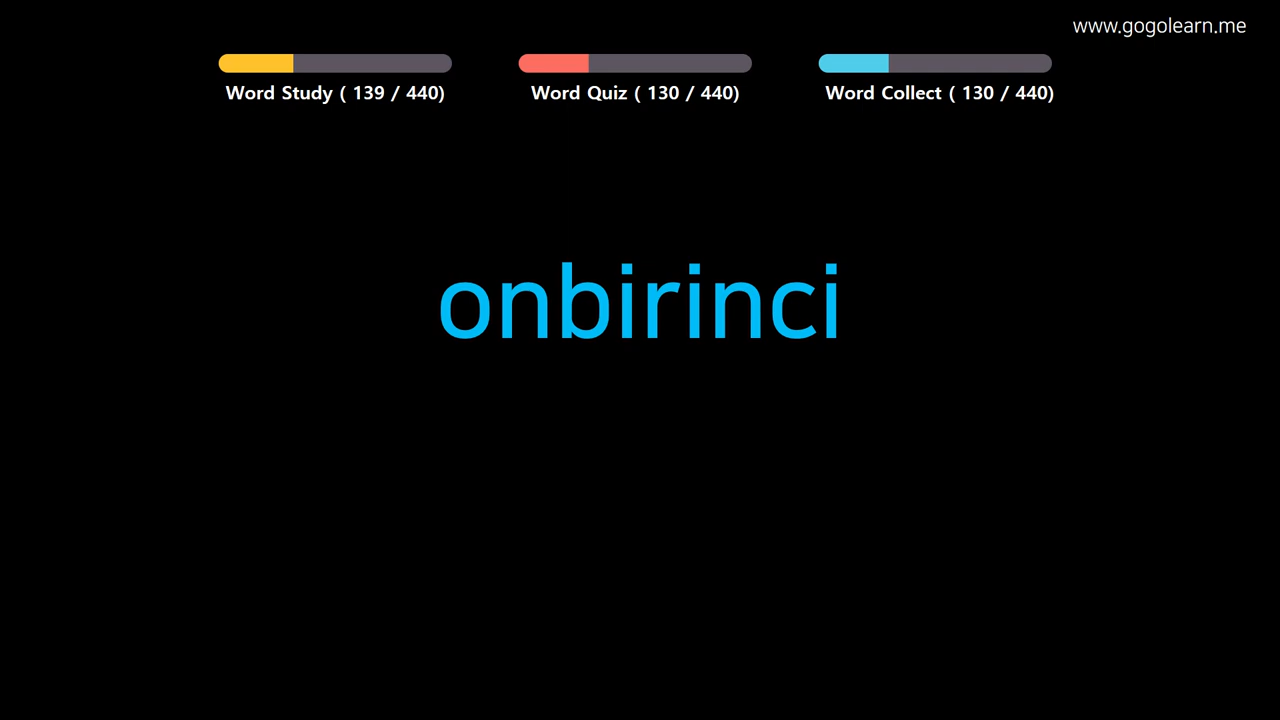 www.gogolearn.me
Word Study ( 139 / 440)
Word Quiz ( 130 / 440)
Word Collect ( 130 / 440)
onbirinci